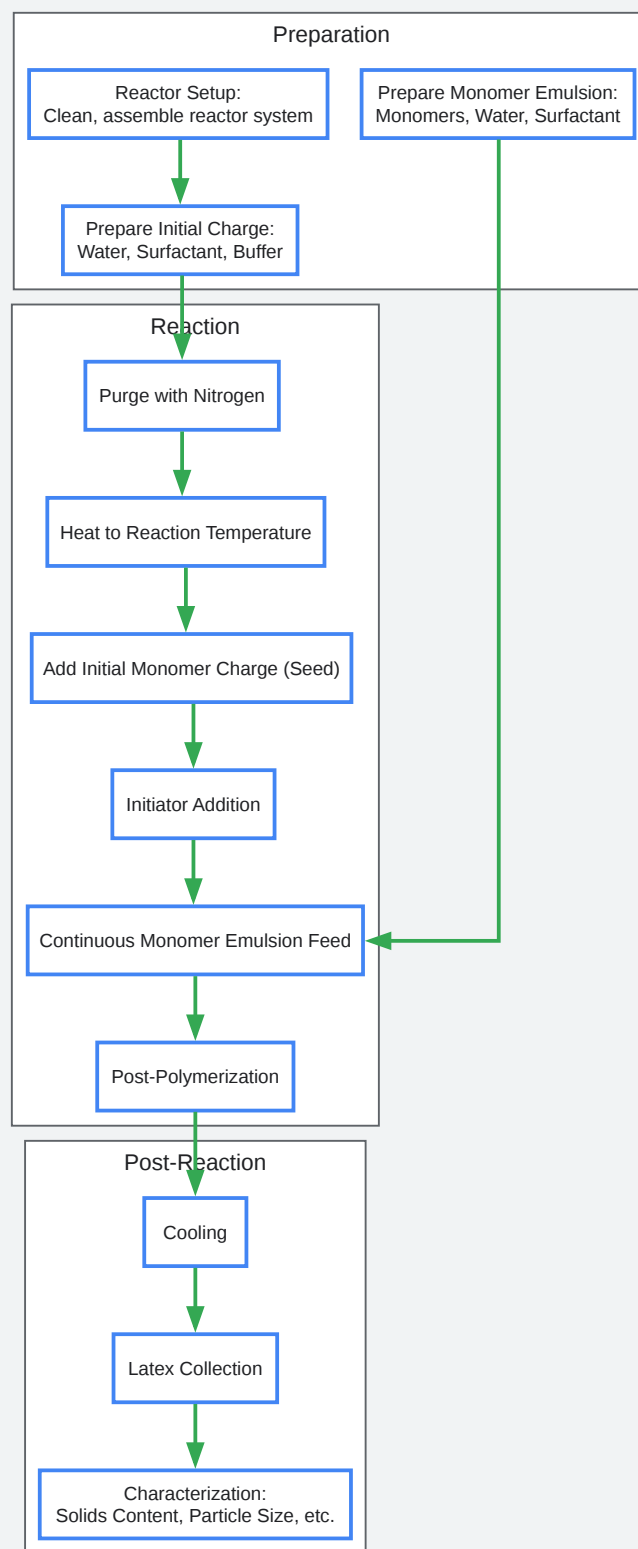 Preparation
Reactor Setup:
Clean, assemble reactor system
Prepare Monomer Emulsion:
Monomers, Water, Surfactant
Prepare Initial Charge:
Water, Surfactant, Buffer
Reaction
Purge with Nitrogen
Heat to Reaction Temperature
Add Initial Monomer Charge (Seed)
Initiator Addition
Continuous Monomer Emulsion Feed
Post-Polymerization
Post-Reaction
Cooling
Latex Collection
Characterization:
Solids Content, Particle Size, etc.